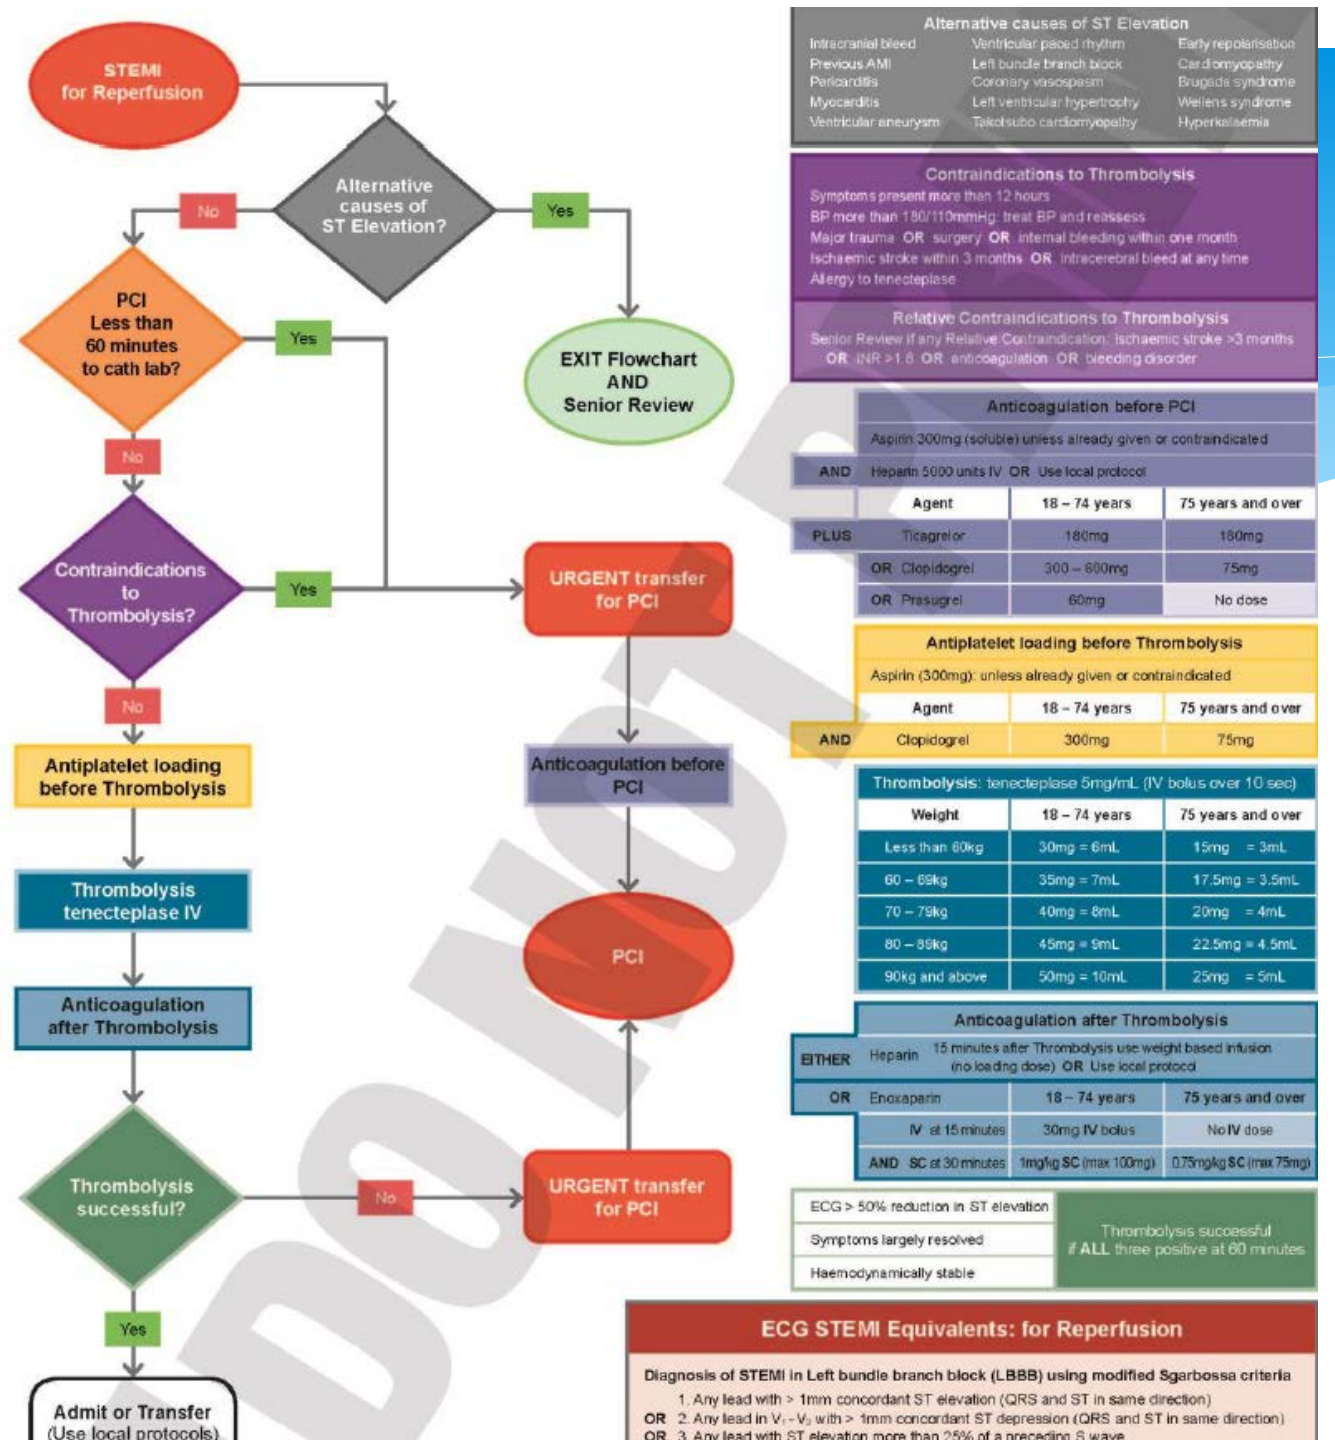 STEMI
for Reperfusion
Alternative
causes of
ST Elevation?
No
Yes
PCI
Less than
60 minutes
to cath lab?
Yes
EXIT Flowchart
AND
Senior Review
No
Contraindications
to
Thrombolysis?
Yes
URGENT transfer
for PCI
No
Antiplatelet loading
before Thrombolysis
Anticoagulation before
PCI
Thrombolysis
tenecteplase IV
PCI
Anticoagulation
after Thrombolysis
Thrombolysis
successful?
No
URGENT transfer
for PCI
Yes
Admit or Transfer
(Use local protocols)
Alternative causes of ST Elevation
Intracranial bleed Ventricular paced rhythm Early repolarisation
Previous AMI Left bundle branch block Cardiomyopathy
Pericarditis Coronary vasospasm Brugada syndrome
Myocarditis Left ventricular hypertrophy Wellens syndrome
Ventricular aneurysm Takotsubo cardiomyopathy Hyperkalaemia
Contraindications to Thrombolysis
Symptoms present more than 12 hours
BP more than 180/110mmHg: treat BP and reassess
Major trauma OR surgery OR internal bleeding within one month
Ischaemic stroke within 3 months OR intracerebral bleed at any time
Allergy to tenecteplase
Relative Contraindications to Thrombolysis
Senior Review if any Relative Contraindication: Ischaemic stroke >3 months
OR INR >1.8 OR anticoagulation OR bleeding disorder
Anticoagulation before PCI
Aspirin 300mg (soluble) unless already given or contraindicated
AND Heparin 5000 units IV OR Use local protocol
Agent 18 – 74 years 75 years and over
PLUS Ticagrelor 180mg 180mg
OR Clopidogrel 300 – 600mg 75mg
OR Prasugrel 60mg No dose
Antiplatelet loading before Thrombolysis
Aspirin (300mg): unless already given or contraindicated
Agent 18 – 74 years 75 years and over
AND Clopidogrel 300mg 75mg
Thrombolysis: tenecteplase 5mg/mL (IV bolus over 10 sec)
Weight 18 – 74 years 75 years and over
Less than 60kg 30mg = 6mL 15mg = 3mL
60 – 69kg 35mg = 7mL 17.5mg = 3.5mL
70 – 79kg 40mg = 8mL 20mg = 4mL
80 – 89kg 45mg = 9mL 22.5mg = 4.5mL
90kg and above 50mg = 10mL 25mg = 5mL
Anticoagulation after Thrombolysis
EITHER Heparin 15 minutes after Thrombolysis use weight based infusion
(no loading dose) OR Use local protocol
OR Enoxaparin 18 – 74 years 75 years and over
IV at 15 minutes 30mg IV bolus No IV dose
AND SC at 30 minutes 1mg/kg SC (max 100mg) 0.75mg/kg SC (max 75mg)
ECG > 50% reduction in ST elevation
Symptoms largely resolved
Haemodynamically stable
Thrombolysis successful
if ALL three positive at 60 minutes
ECG STEMI Equivalents: for Reperfusion
Diagnosis of STEMI in Left bundle branch block (LBBB) using modified Sgarbossa criteria
1. Any lead with > 1mm concordant ST elevation (QRS and ST in same direction)
OR 2. Any lead in V₁ - V₃ with > 1mm concordant ST depression (QRS and ST in same direction)
OR 3. Any lead with ST elevation more than 25% of a preceding S wave
DO NOT